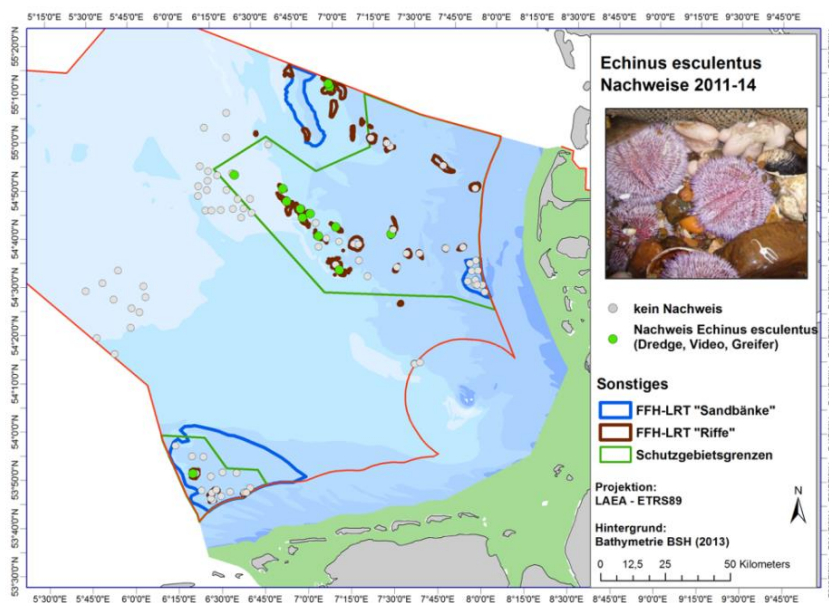 5°15'0"E 5°30'0"E 5°45'0"E 6°0'0"E 6°15'0"E 6°30'0"E 6°45'0"E 7°0'0"E 7°15'0"E 7°30'0"E 7°45'0"E 8°0'0"E 8°15'0"E 8°30'0"E 8°45'0"E 9°0'0"E 9°15'0"E 9°30'0"E 9°45'0"E
55°20'0"N
55°10'0"N
55°0'0"N
54°50'0"N
54°40'0"N
54°30'0"N
54°20'0"N
54°10'0"N
54°0'0"N
53°50'0"N
53°40'0"N
53°30'0"N
Echinus esculentus
Nachweise 2011-14
kein Nachweis
Nachweis Echinus esculentus
(Dredge, Video, Greifer)
Sonstiges
FFH-LRT "Sandbänke"
FFH-LRT "Riffe"
Schutzgebietsgrenzen
Projektion:
LAEA - ETRS89
N
Hintergrund:
Bathymetrie BSH (2013)
0 12,5 25 50 Kilometers
5°30'0"E 5°45'0"E 6°0'0"E 6°15'0"E 6°30'0"E 6°45'0"E 7°0'0"E 7°15'0"E 7°30'0"E 7°45'0"E 8°0'0"E 8°15'0"E 8°30'0"E 8°45'0"E 9°0'0"E 9°15'0"E 9°30'0"E